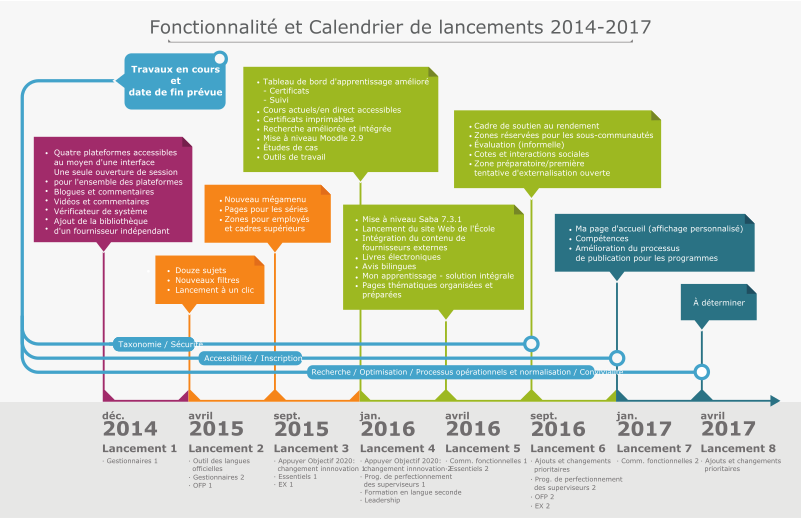 Fonctionnalité et Calendrier de lancements 2014-2017
Travaux en cours
et
date de fin prévue
• Quatre plateformes accessibles
au moyen d'une interface
Une seule ouverture de session
• pour l'ensemble des plateformes
• Blogues et commentaires
• Vidéos et commentaires
• Vérificateur de système
• Ajout de la bibliothèque
• d'un fournisseur indépendant
• Douze sujets
• Nouveaux filtres
• Lancement à un clic
• Nouveau mégamenu
• Pages pour les séries
• Zones pour employés
et cadres supérieurs
• Tableau de bord d'apprentissage amélioré
- Certificats
- Suivi
• Cours actuels/en direct accessibles
• Certificats imprimables
• Recherche améliorée et intégrée
• Mise à niveau Moodle 2.9
• Études de cas
• Outils de travail
• Mise à niveau Saba 7.3.1
• Lancement du site Web de l'École
• Intégration du contenu de
fournisseurs externes
• Livres électroniques
• Avis bilingues
• Mon apprentissage - solution intégrale
• Pages thématiques organisées et
préparées
• Cadre de soutien au rendement
• Zones réservées pour les sous-communautés
• Évaluation (informelle)
• Cotes et interactions sociales
• Zone préparatoire/première
tentative d'externalisation ouverte
• Ma page d'accueil (affichage personnalisé)
• Compétences
• Amélioration du processus
de publication pour les programmes
À déterminer
Taxonomie / Sécurité
Accessibilité / Inscription
Recherche / Optimisation / Processus opérationnels et normalisation / Convivialité
déc.
2014
Lancement 1
· Gestionnaires 1
avril
2015
Lancement 2
· Outil des langues
officielles
· Gestionnaires 2
· OFP 1
sept.
2015
Lancement 3
· Appuyer Objectif 2020:
changement innnovation 1
· Essentiels 1
· EX 1
jan.
2016
Lancement 4
· Appuyer Objectif 2020:
changement innovation-2
· Prog. de perfectionnement
des superviseurs 1
· Formation en langue seconde
· Leadership
avril
2016
Lancement 5
· Comm. fonctionnelles 1
· Essentiels 2
sept.
2016
Lancement 6
· Ajouts et changements
prioritaires
· Prog. de perfectionnement
des superviseurs 2
· OFP 2
· EX 2
jan.
2017
Lancement 7
· Comm. fonctionnelles 2
avril
2017
Lancement 8
· Ajouts et changements
prioritaires